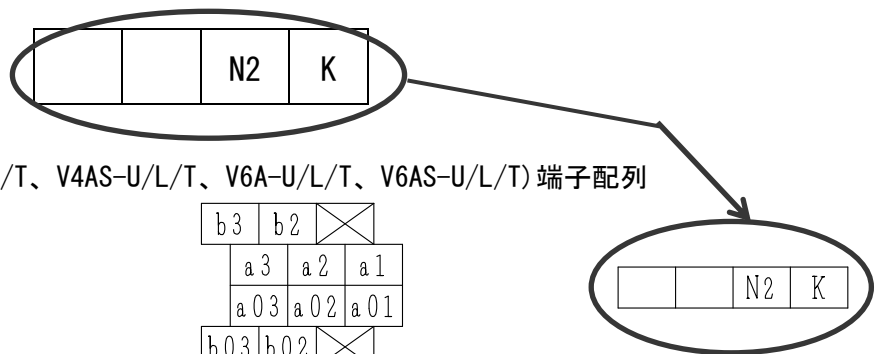 N2 K
/T、V4AS-U/L/T、V6A-U/L/T、V6AS-U/L/T)端子配列
b3 b2
a3 a2 a1
a03 a02 a01
b03 b02
N2 K